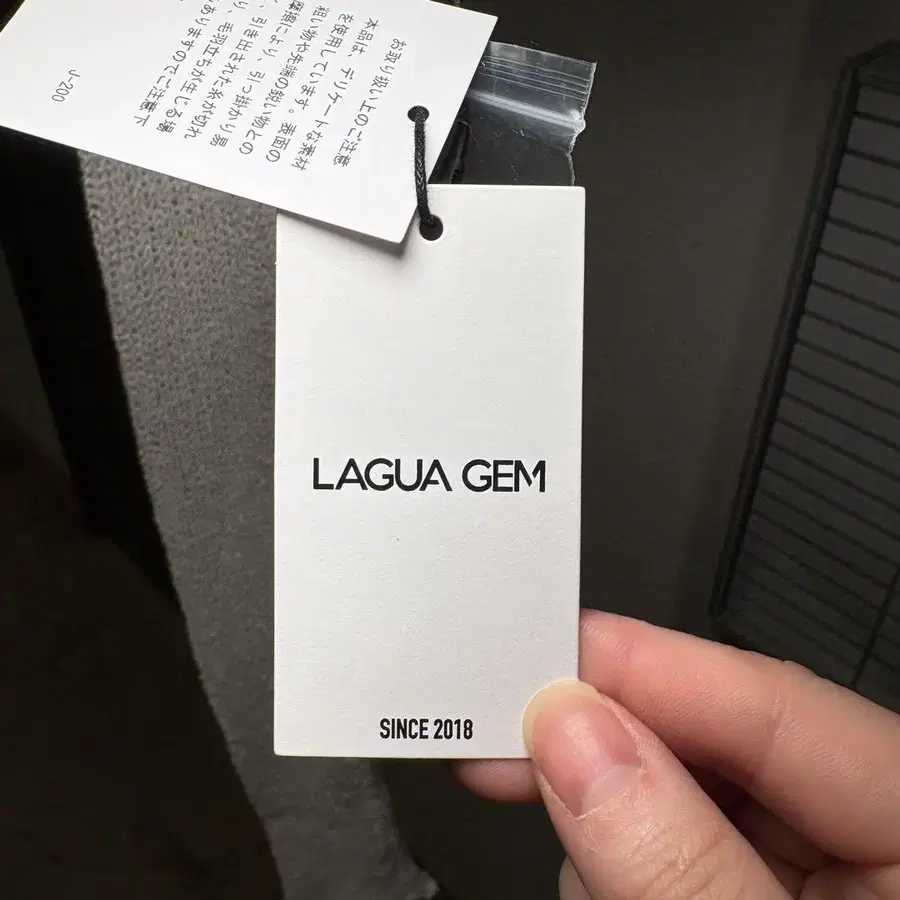 お取り扱い上のご注意
本品は、デリケートな素材
を使用しています。表面の
粗い物や先端の鋭い物との
摩擦により、引っ掛かり易
く、引き出された糸が切れ
り、毛羽立ちが生じる場
ありますのでご注意下
J-200
LAGUA GEM
SINCE 2018